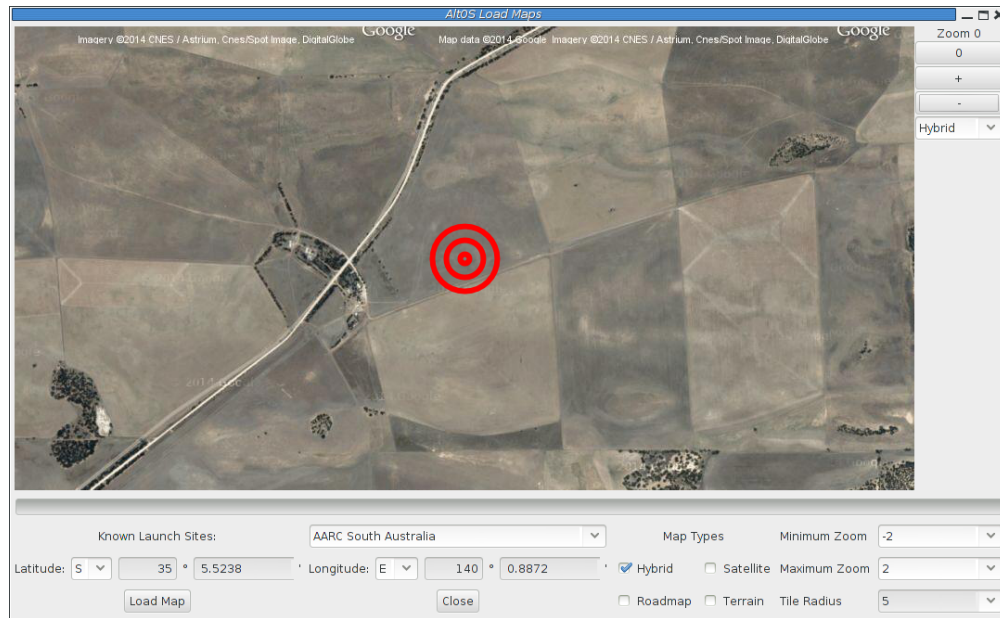 AltOS Load Maps
Imagery ©2014 CNES / Astrium, Cnes/Spot Image, DigitalGlobe Google Map data ©2014 Google Imagery ©2014 CNES / Astrium, Cnes/Spot Image, DigitalGlobe Google
Zoom 0
0
+
-
Hybrid
Known Launch Sites: AARC South Australia Map Types Minimum Zoom -2
Latitude: S 35 ° 5.5238 ' Longitude: E 140 ° 0.8872 ' Hybrid Satellite Maximum Zoom 2
Load Map Close Roadmap Terrain Tile Radius 5